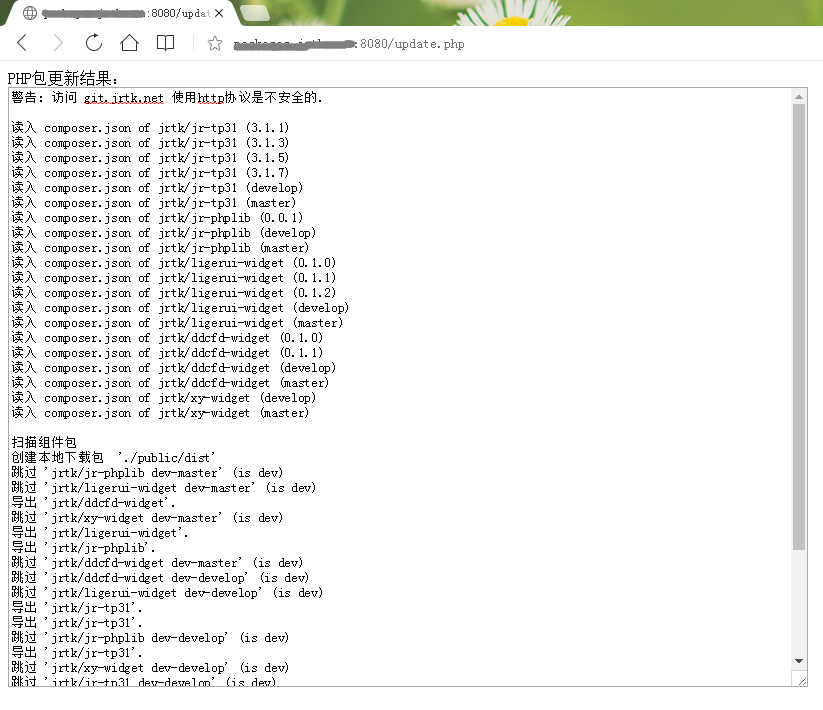 :8080/upda
:8080/update.php
PHP包更新结果:
警告: 访问 git.jrtk.net 使用http协议是不安全的.
读入 composer.json of jrtk/jr-tp31 (3.1.1)
读入 composer.json of jrtk/jr-tp31 (3.1.3)
读入 composer.json of jrtk/jr-tp31 (3.1.5)
读入 composer.json of jrtk/jr-tp31 (3.1.7)
读入 composer.json of jrtk/jr-tp31 (develop)
读入 composer.json of jrtk/jr-tp31 (master)
读入 composer.json of jrtk/jr-phplib (0.0.1)
读入 composer.json of jrtk/jr-phplib (develop)
读入 composer.json of jrtk/jr-phplib (master)
读入 composer.json of jrtk/ligerui-widget (0.1.0)
读入 composer.json of jrtk/ligerui-widget (0.1.1)
读入 composer.json of jrtk/ligerui-widget (0.1.2)
读入 composer.json of jrtk/ligerui-widget (develop)
读入 composer.json of jrtk/ligerui-widget (master)
读入 composer.json of jrtk/ddcfd-widget (0.1.0)
读入 composer.json of jrtk/ddcfd-widget (0.1.1)
读入 composer.json of jrtk/ddcfd-widget (develop)
读入 composer.json of jrtk/ddcfd-widget (master)
读入 composer.json of jrtk/xy-widget (develop)
读入 composer.json of jrtk/xy-widget (master)
扫描组件包
创建本地下载包 './public/dist'
跳过 'jrtk/jr-phplib dev-master' (is dev)
跳过 'jrtk/ligerui-widget dev-master' (is dev)
导出 'jrtk/ddcfd-widget'.
跳过 'jrtk/xy-widget dev-master' (is dev)
导出 'jrtk/ligerui-widget'.
导出 'jrtk/jr-phplib'.
跳过 'jrtk/ddcfd-widget dev-master' (is dev)
跳过 'jrtk/ddcfd-widget dev-develop' (is dev)
跳过 'jrtk/ligerui-widget dev-develop' (is dev)
导出 'jrtk/jr-tp31'.
导出 'jrtk/jr-tp31'.
跳过 'jrtk/jr-phplib dev-develop' (is dev)
导出 'jrtk/jr-tp31'.
跳过 'jrtk/xy-widget dev-develop' (is dev)
跳过 'jrtk/jr-tp31 dev-develop' (is dev)